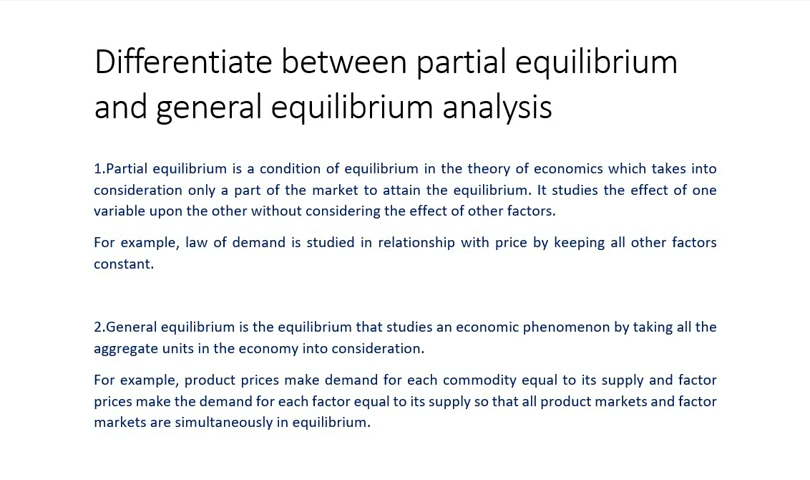 Differentiate between partial equilibrium
and general equilibrium analysis
1.Partial equilibrium is a condition of equilibrium in the theory of economics which takes into
consideration only a part of the market to attain the equilibrium. It studies the effect of one
variable upon the other without considering the effect of other factors.
For example, law of demand is studied in relationship with price by keeping all other factors
constant.
2.General equilibrium is the equilibrium that studies an economic phenomenon by taking all the
aggregate units in the economy into consideration.
For example, product prices make demand for each commodity equal to its supply and factor
prices make the demand for each factor equal to its supply so that all product markets and factor
markets are simultaneously in equilibrium.